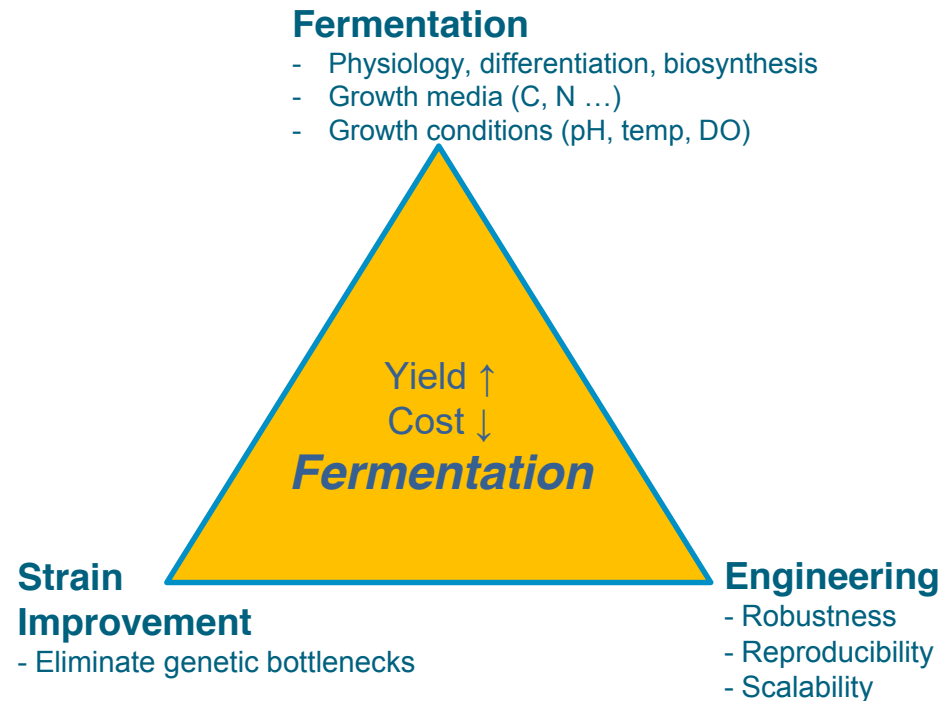 Fermentation
- Physiology, differentiation, biosynthesis
- Growth media (C, N …)
- Growth conditions (pH, temp, DO)
Yield ↑
Cost ↓
Fermentation
Strain
Improvement
- Eliminate genetic bottlenecks
Engineering
- Robustness
- Reproducibility
- Scalability